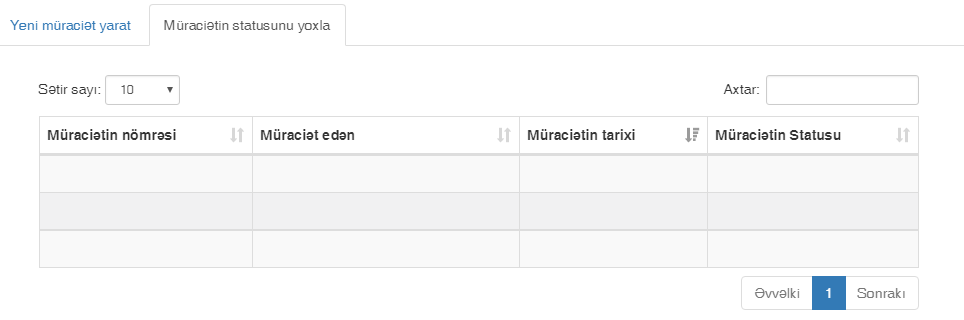 Yeni müraciət yarat Müraciətin statusunu yoxla
Sətir sayı: 10 Axtar:
Müraciətin nömrəsi Müraciət edən Müraciətin tarixi Müraciətin Statusu
Əvvəlki 1 Sonrakı